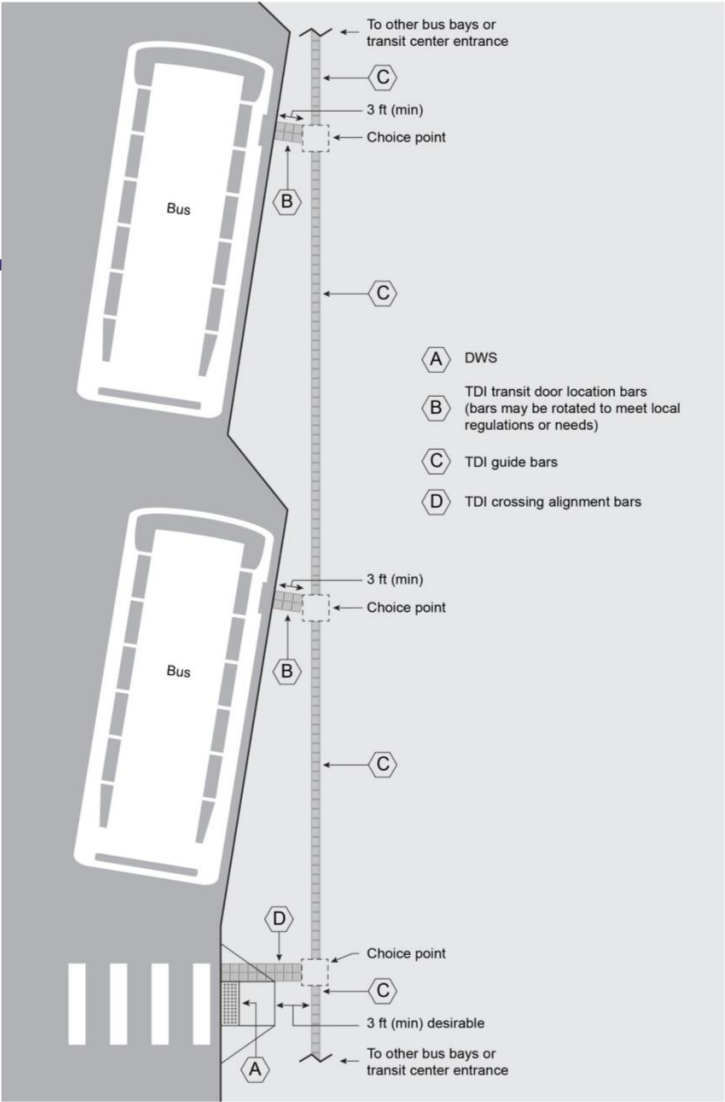 To other bus bays or
transit center entrance
C
3 ft (min)
Choice point
B
Bus
C
A DWS
TDI transit door location bars
B (bars may be rotated to meet local
regulations or needs)
C TDI guide bars
D TDI crossing alignment bars
3 ft (min)
Choice point
B
Bus
C
D
Choice point
C
3 ft (min) desirable
To other bus bays or
A
transit center entrance